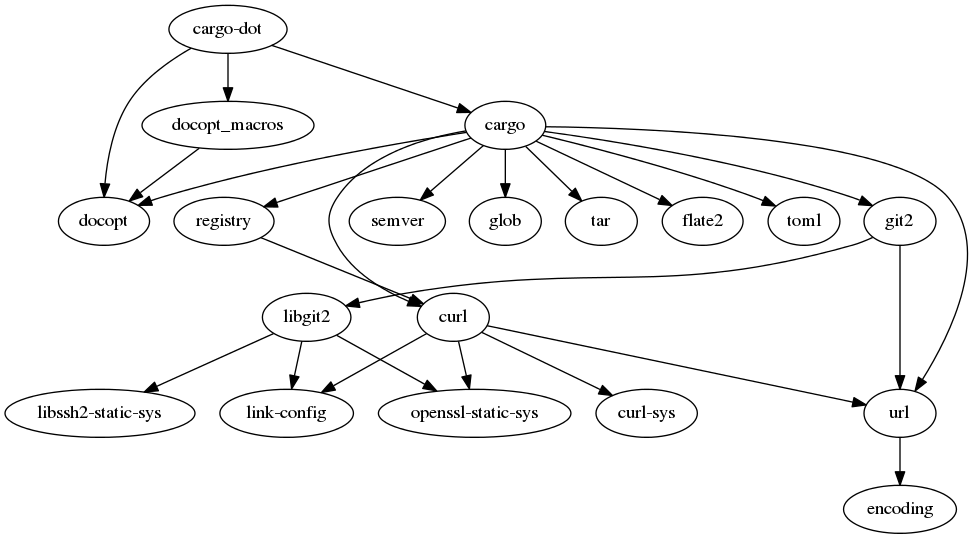 cargo-dot
docopt_macros
cargo
docopt
registry
semver
glob
tar
flate2
toml
git2
libgit2
curl
libssh2-static-sys
link-config
openssl-static-sys
curl-sys
url
encoding